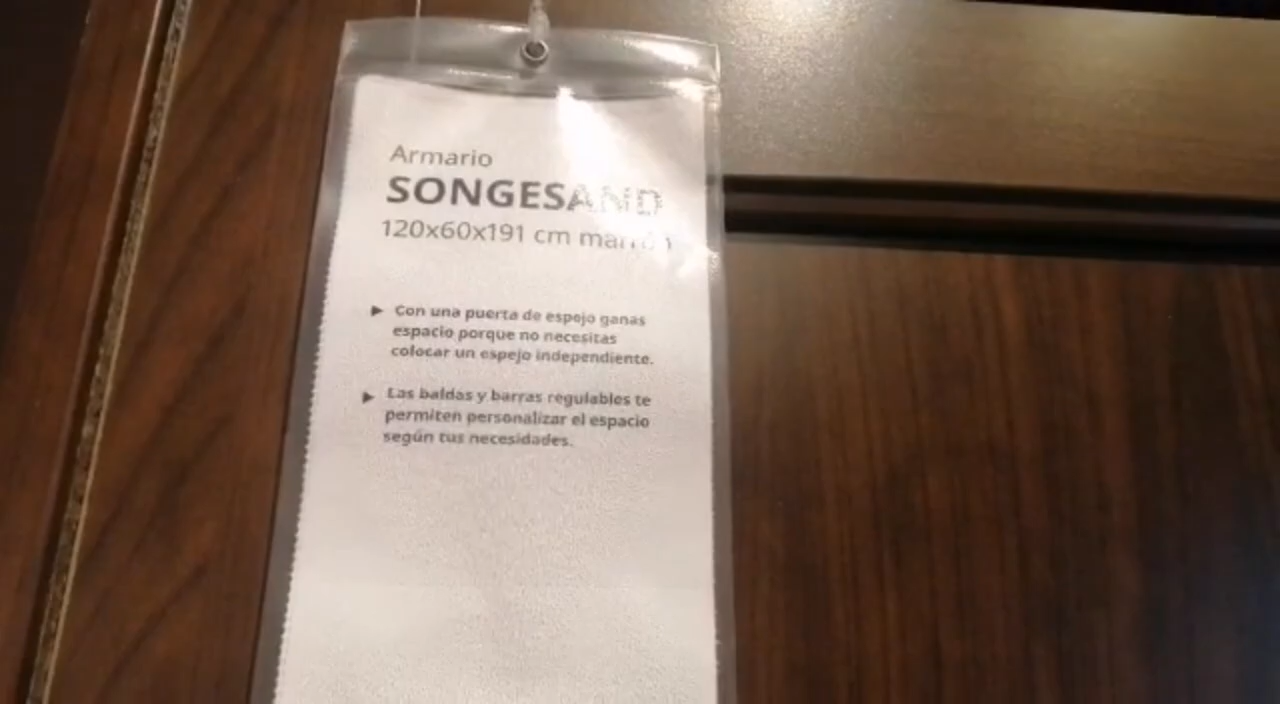 Armario
SONGESAND
120x60x191 cm marrón
▶ Con una puerta de espejo ganas
espacio porque no necesitas
colocar un espejo independiente.
▶ Las baldas y barras regulables te
permiten personalizar el espacio
según tus necesidades.